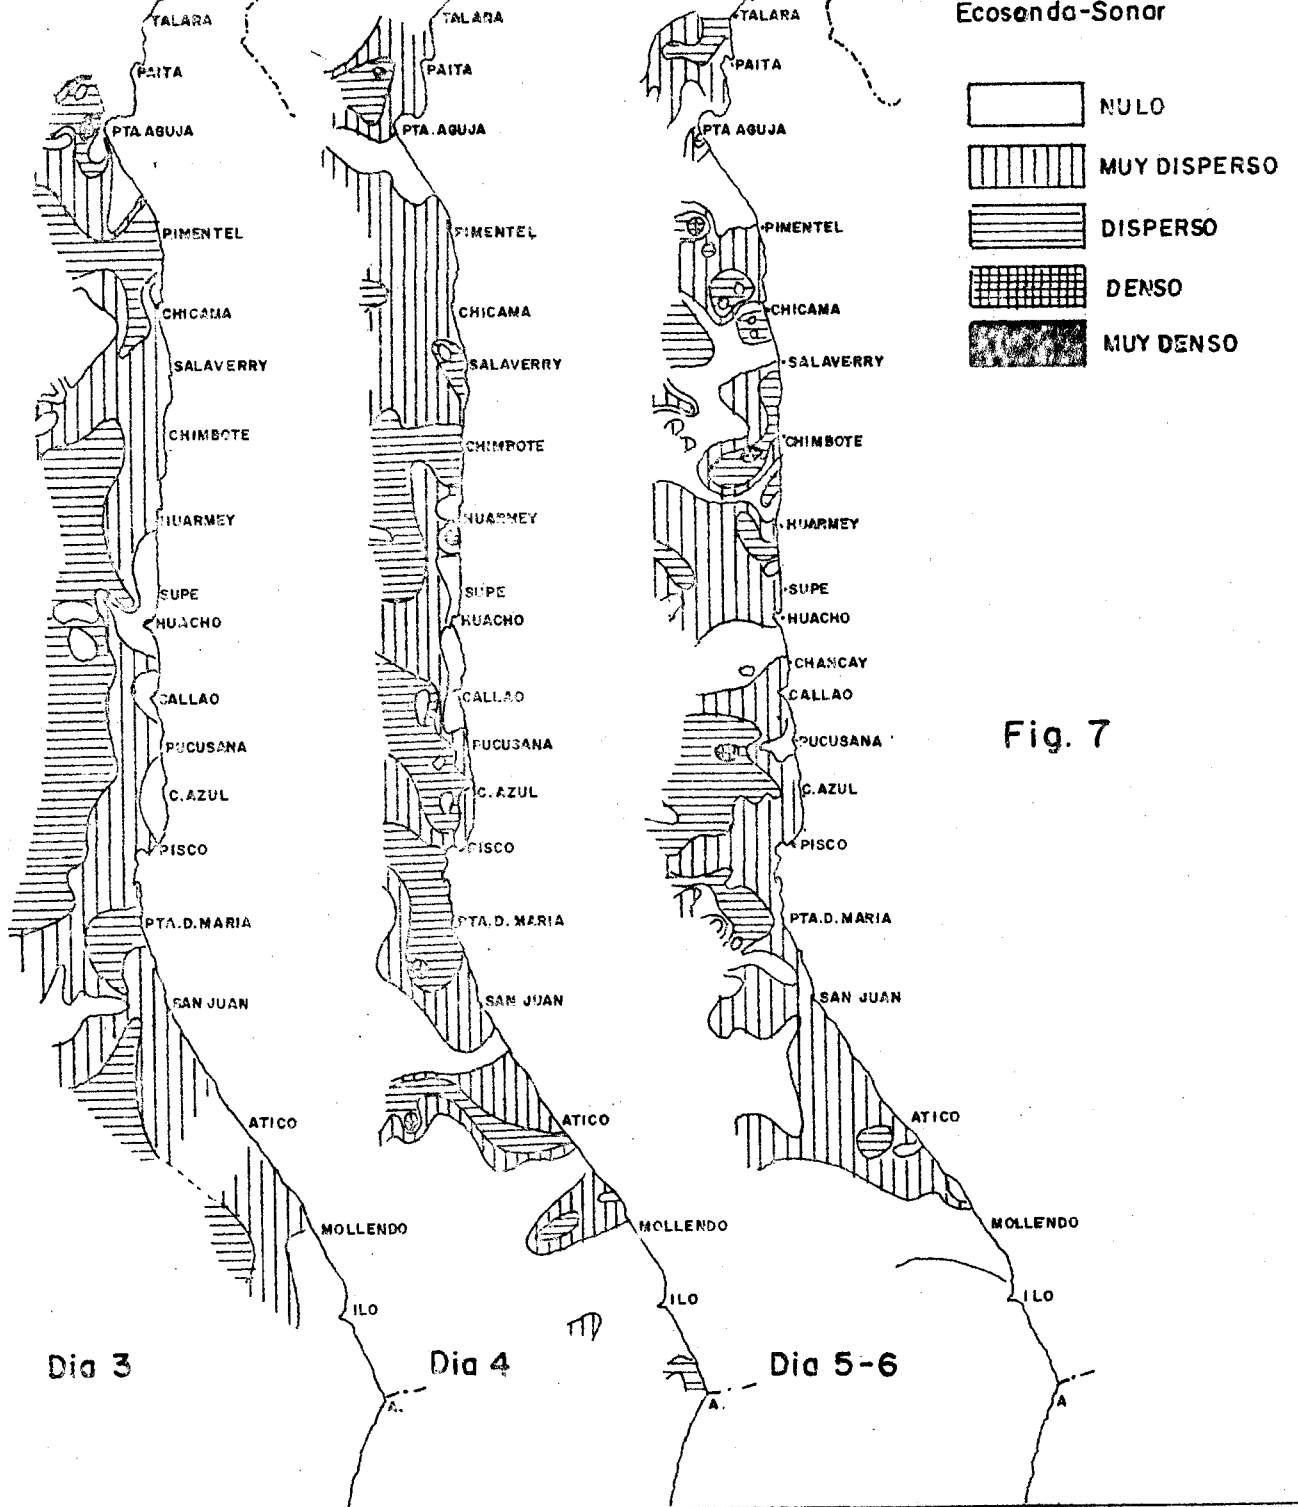 Ecosonda-Sonar
NULO
MUY DISPERSO
DISPERSO
DENSO
MUY DENSO
Fig. 7
TALARA
PAITA
PTA. AGUJA
PIMENTEL
CHICAMA
SALAVERRY
CHIMBOTE
HUARMEY
SUPE
HUACHO
CALLAO
PUCUSANA
C. AZUL
PISCO
PTA. D. MARIA
SAN JUAN
ATICO
MOLLENDO
ILO
A.
Dia 3
TALARA
PAITA
PTA. AGUJA
PIMENTEL
CHICAMA
SALAVERRY
CHIMBOTE
HUARMEY
SUPE
HUACHO
CALLAO
PUCUSANA
C. AZUL
PISCO
PTA. D. MARIA
SAN JUAN
ATICO
MOLLENDO
ILO
A.
Dia 4
TALARA
PAITA
PTA AGUJA
PIMENTEL
CHICAMA
SALAVERRY
CHIMBOTE
HUARMEY
SUPE
HUACHO
CHANCAY
CALLAO
PUCUSANA
C. AZUL
PISCO
PTA. D. MARIA
SAN JUAN
ATICO
MOLLENDO
ILO
A
Dia 5-6